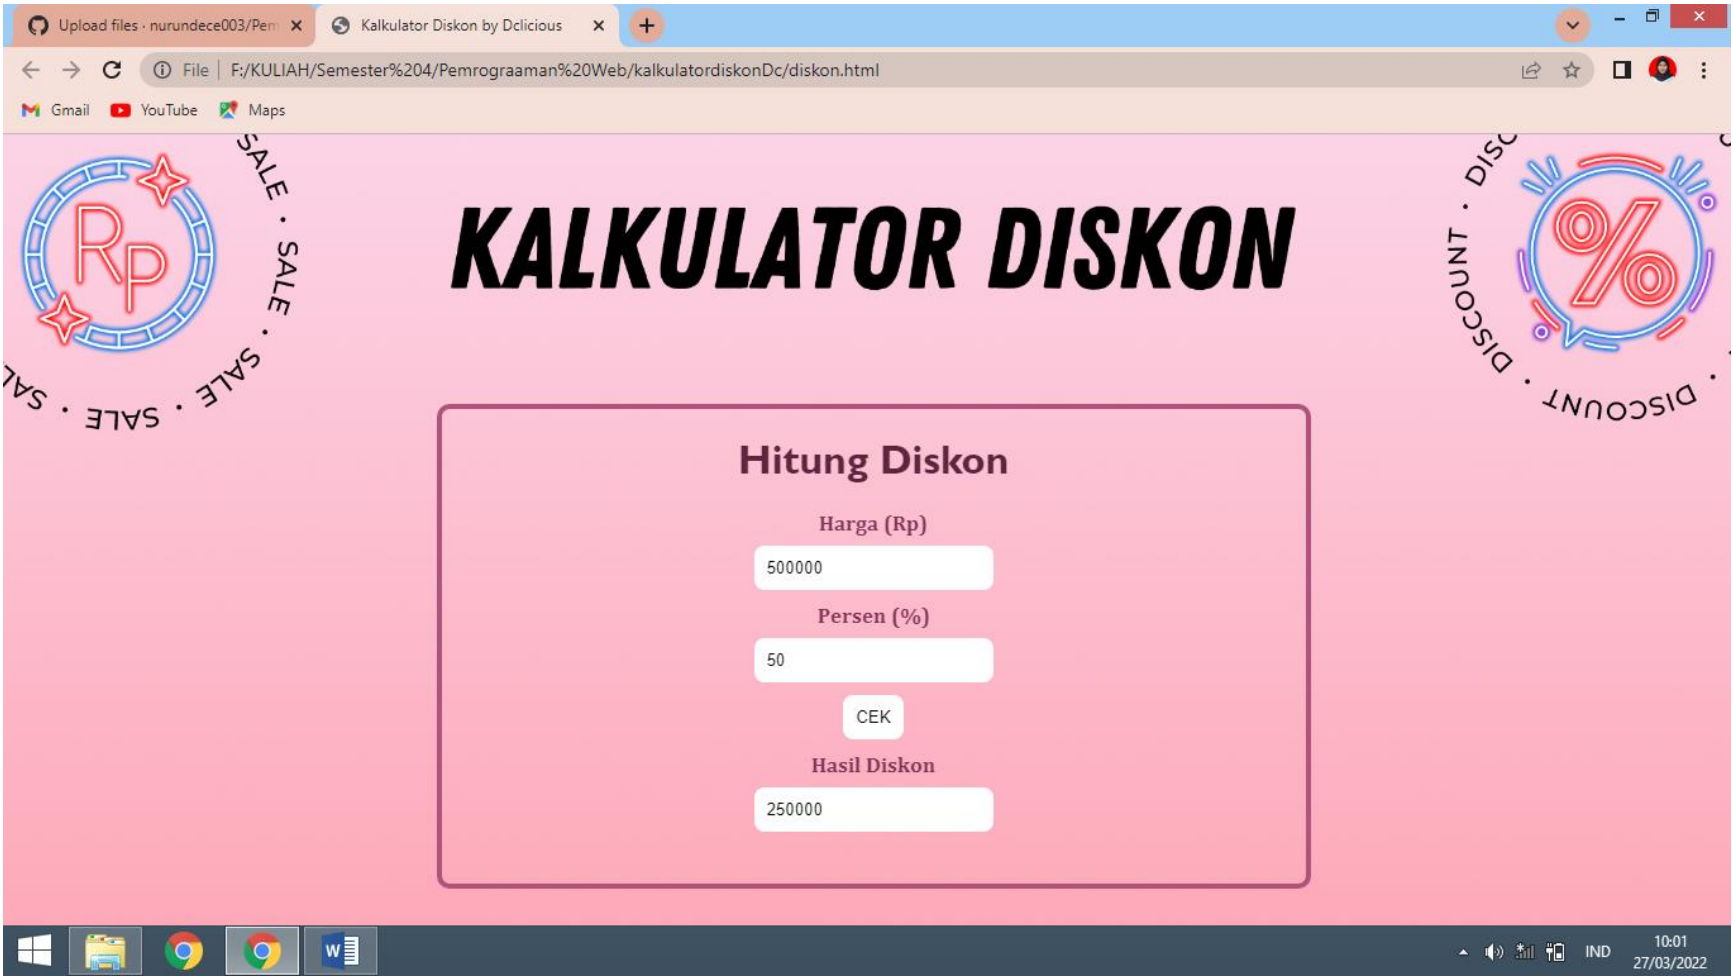 Upload files · nurundece003/Pem
Kalkulator Diskon by Dclicious
File | F:/KULIAH/Semester%204/Pemrograaman%20Web/kalkulatordiskonDc/diskon.html
Gmail YouTube Maps
SALE · SALE · SALE · SALE · SAL
Rp
KALKULATOR DISKON
DISCOUNT · DISCOUNT · DISC
%
Hitung Diskon
Harga (Rp)
500000
Persen (%)
50
CEK
Hasil Diskon
250000
W
IND
10:01
27/03/2022